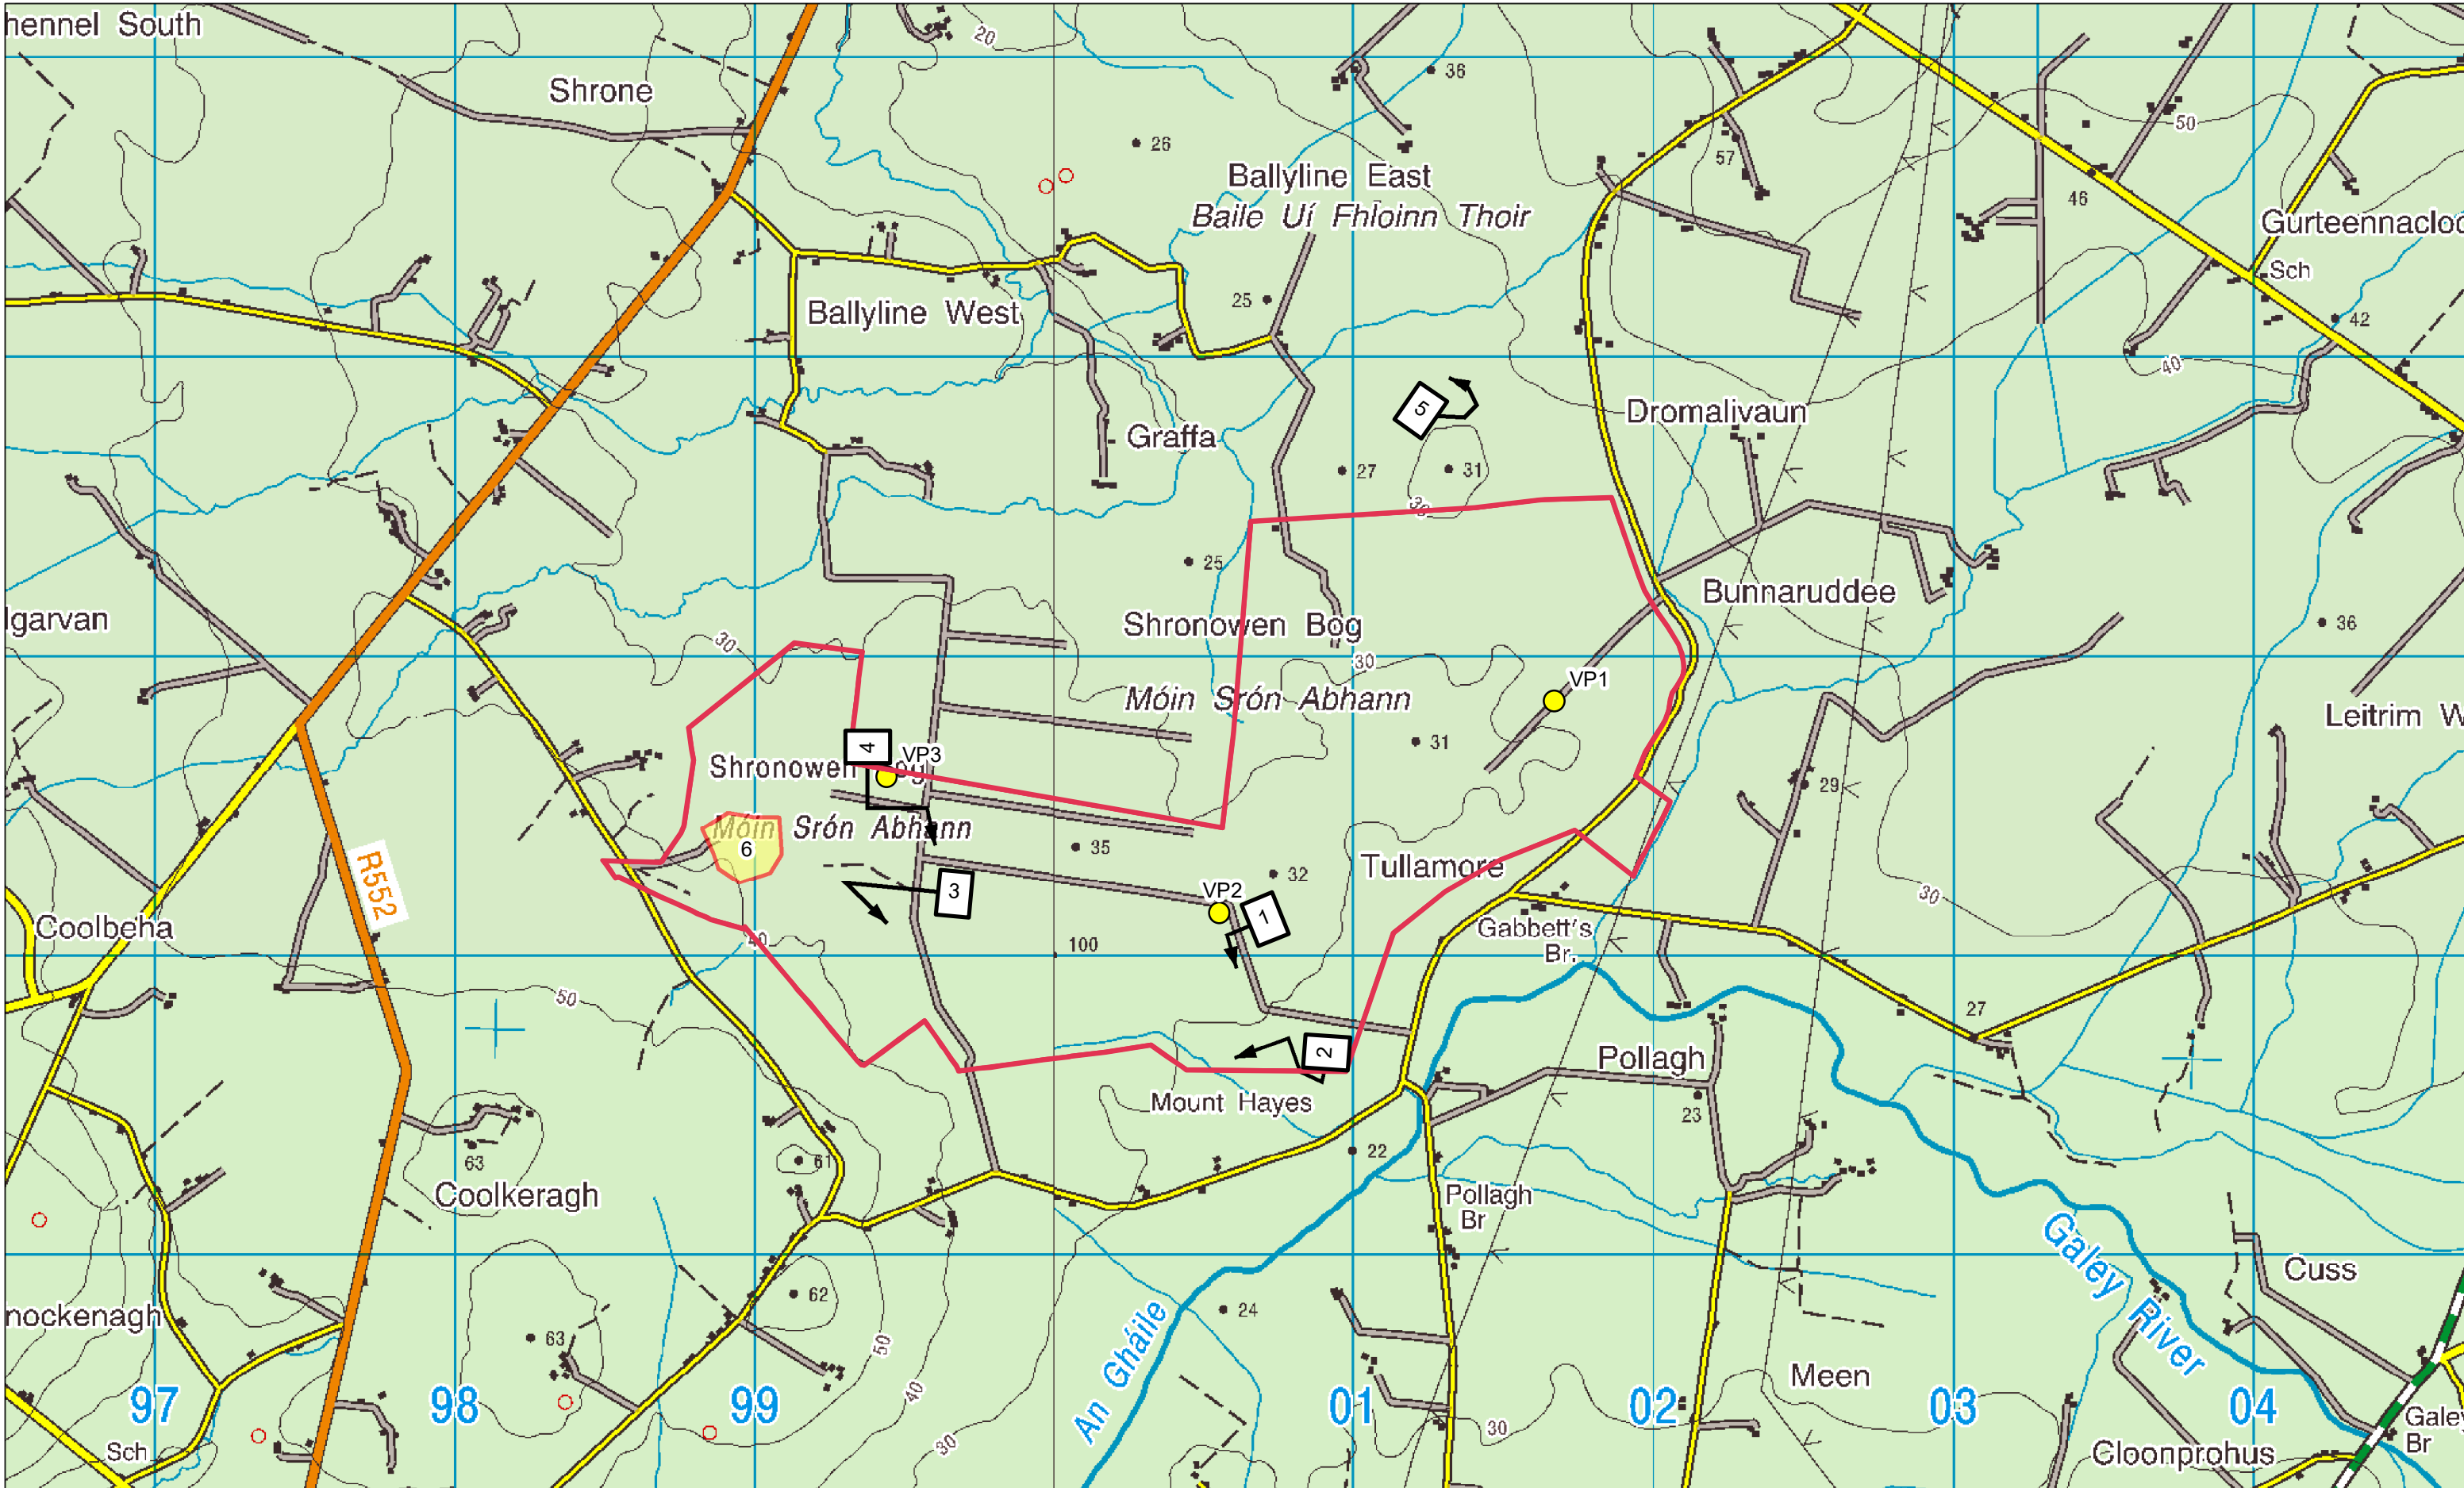 hennel South
20
Shrone
36
26
57
50
Ballyline East
Baile Uí Fhloinn Thoir
46
Gurteennacloc
Sch
25
Ballyline West
42
40
5
Dromalivaun
Graffa
27
31
30
25
Bunnaruddee
lgarvan
Shronowen Bog
36
30
30
VP1
Móin Srón Abhann
Leitrim W
31
4
VP3
Shronowen Bog
29
Móin Srón Abhann
6
35
Tullamore
32
R552
3
VP2
1
30
Coolbeha
40
100
Gabbett's
Br.
50
27
2
Pollagh
Mount Hayes
23
22
63
61
Coolkeragh
Pollagh
Br
Galey River
Cuss
62
24
nockenagh
63
50
An Gháile
Meen
40
97
98
99
01
02
03
04
30
30
Galey
Br
Sch
Cloonprohus